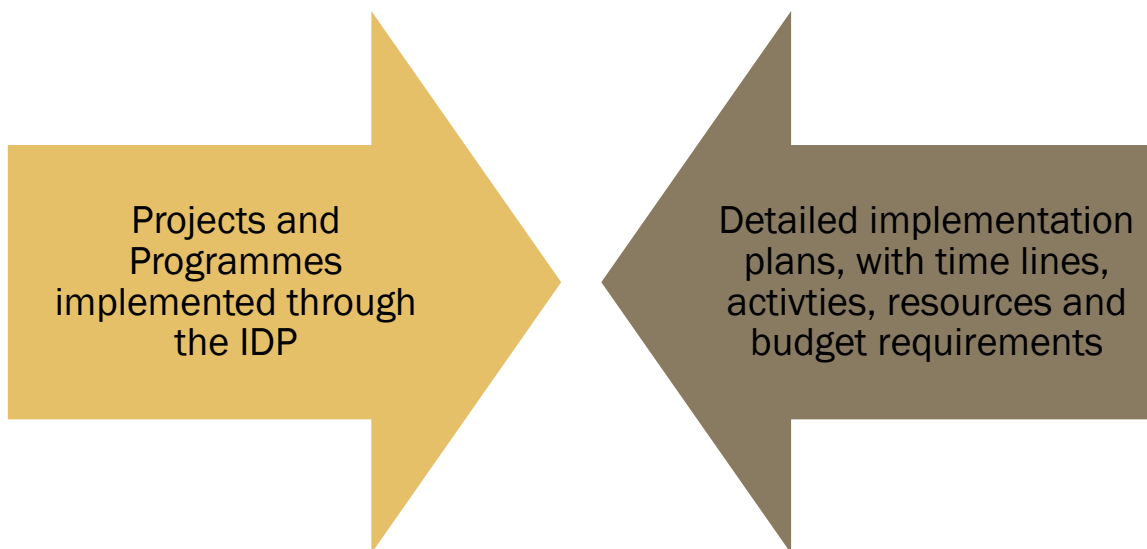 Projects and
Programmes
implemented through
the IDP
Detailed implementation
plans, with time lines,
activties, resources and
budget requirements